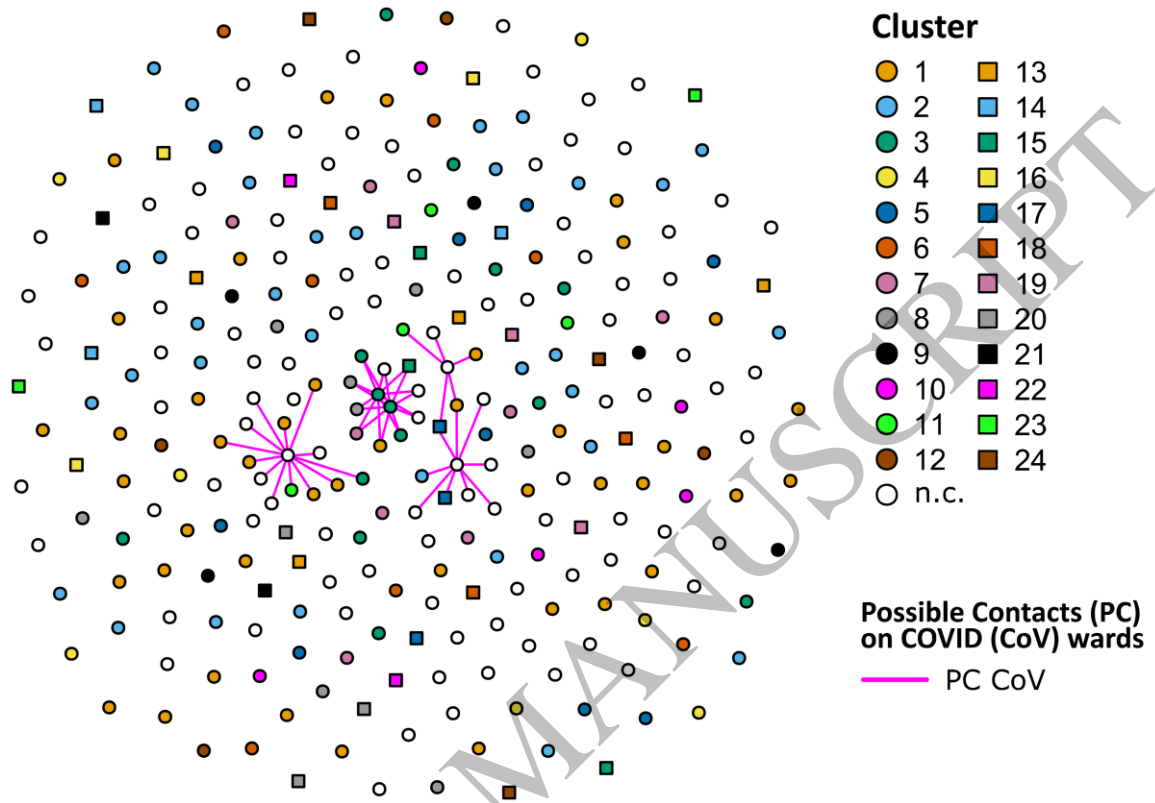 Cluster
1 13
2 14
3 15
4 16
5 17
6 18
7 19
8 20
9 21
10 22
11 23
12 24
n.c.
Possible Contacts (PC)
on COVID (CoV) wards
PC CoV
MANUSCRIPT